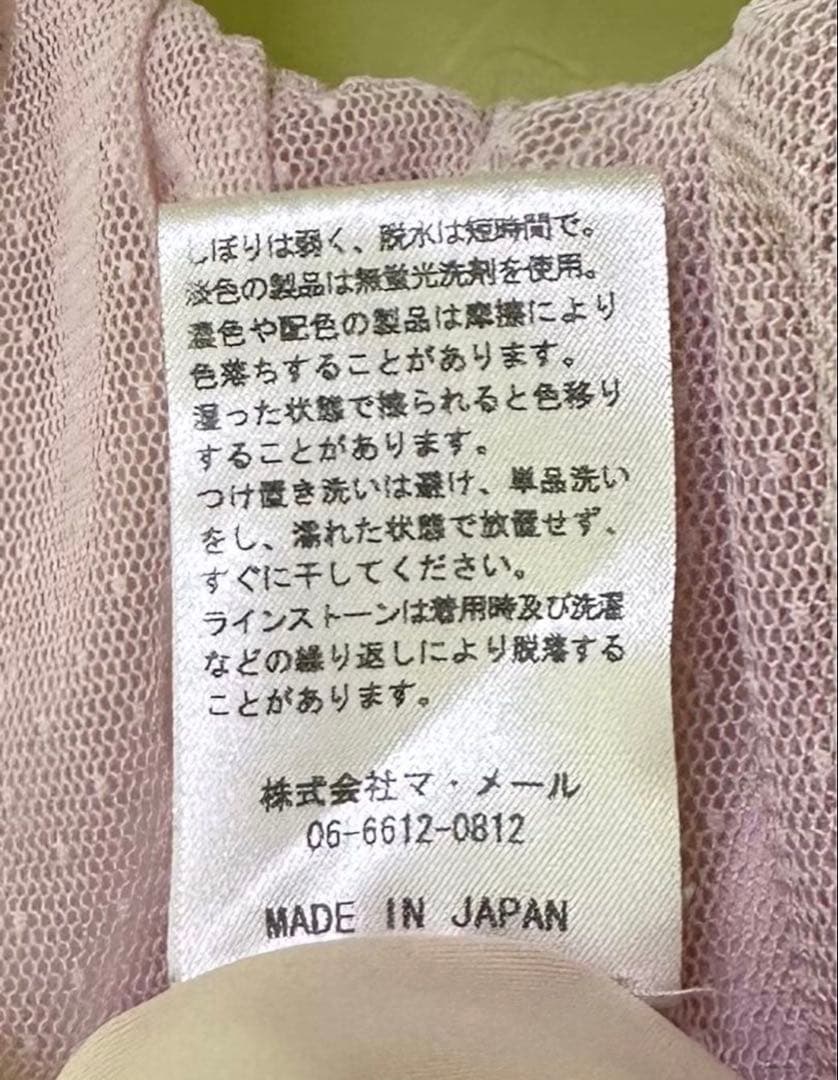 しぼりは弱く、脱水は短時間で。
淡色の製品は無蛍光洗剤を使用。
濃色や配色の製品は摩擦により
色落ちすることがあります。
湿った状態で擦られると色移り
することがあります。
つけ置き洗いは避け、単品洗い
をし、濡れた状態で放置せず、
すぐに干してください。
ラインストーンは着用時及び洗濯
などの繰り返しにより脱落する
ことがあります。
株式会社マ・メール
06-6612-0812
MADE IN JAPAN